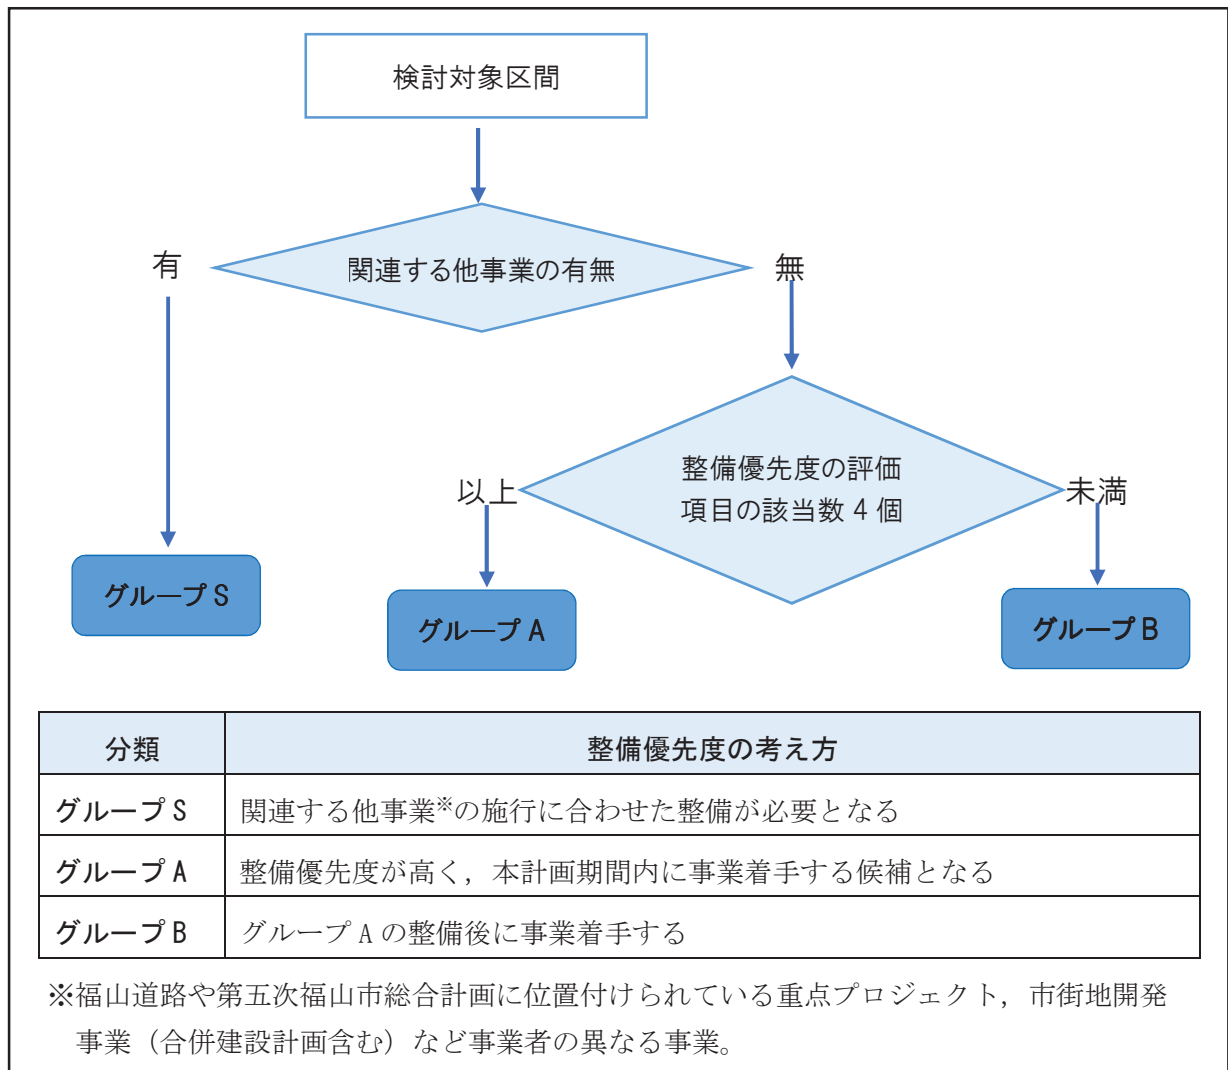 検討対象区間
関連する他事業の有無
有
無
整備優先度の評価
項目の該当数 4 個
以上
未満
グループ S
グループ A
グループ B
分類
整備優先度の考え方
グループ S
関連する他事業※の施行に合わせた整備が必要となる
グループ A
整備優先度が高く，本計画期間内に事業着手する候補となる
グループ B
グループ A の整備後に事業着手する
※福山道路や第五次福山市総合計画に位置付けられている重点プロジェクト，市街地開発
事業（合併建設計画含む）など事業者の異なる事業。